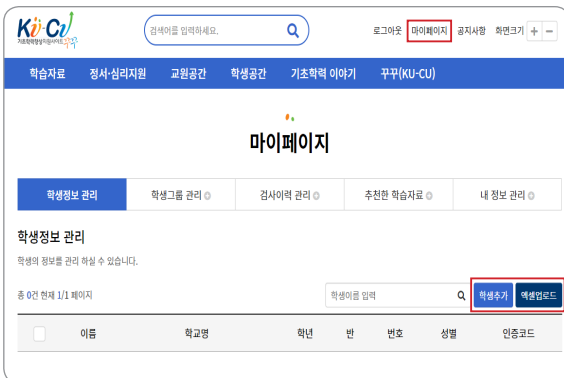 Ku-Cu
기초학력향상지원사이트 꾸꾸
검색어를 입력하세요.
로그아웃 마이페이지 공지사항 화면크기 + -
학습자료 정서·심리지원 교원공간 학생공간 기초학력 이야기 꾸꾸(KU-CU)
마이페이지
학생정보 관리 학생그룹 관리 검사이력 관리 추천한 학습자료 내 정보 관리
학생정보 관리
학생의 정보를 관리 하실 수 있습니다.
총 0건 현재 1/1 페이지 학생이름 입력 학생추가 엑셀업로드
이름 학교명 학년 반 번호 성별 인증코드